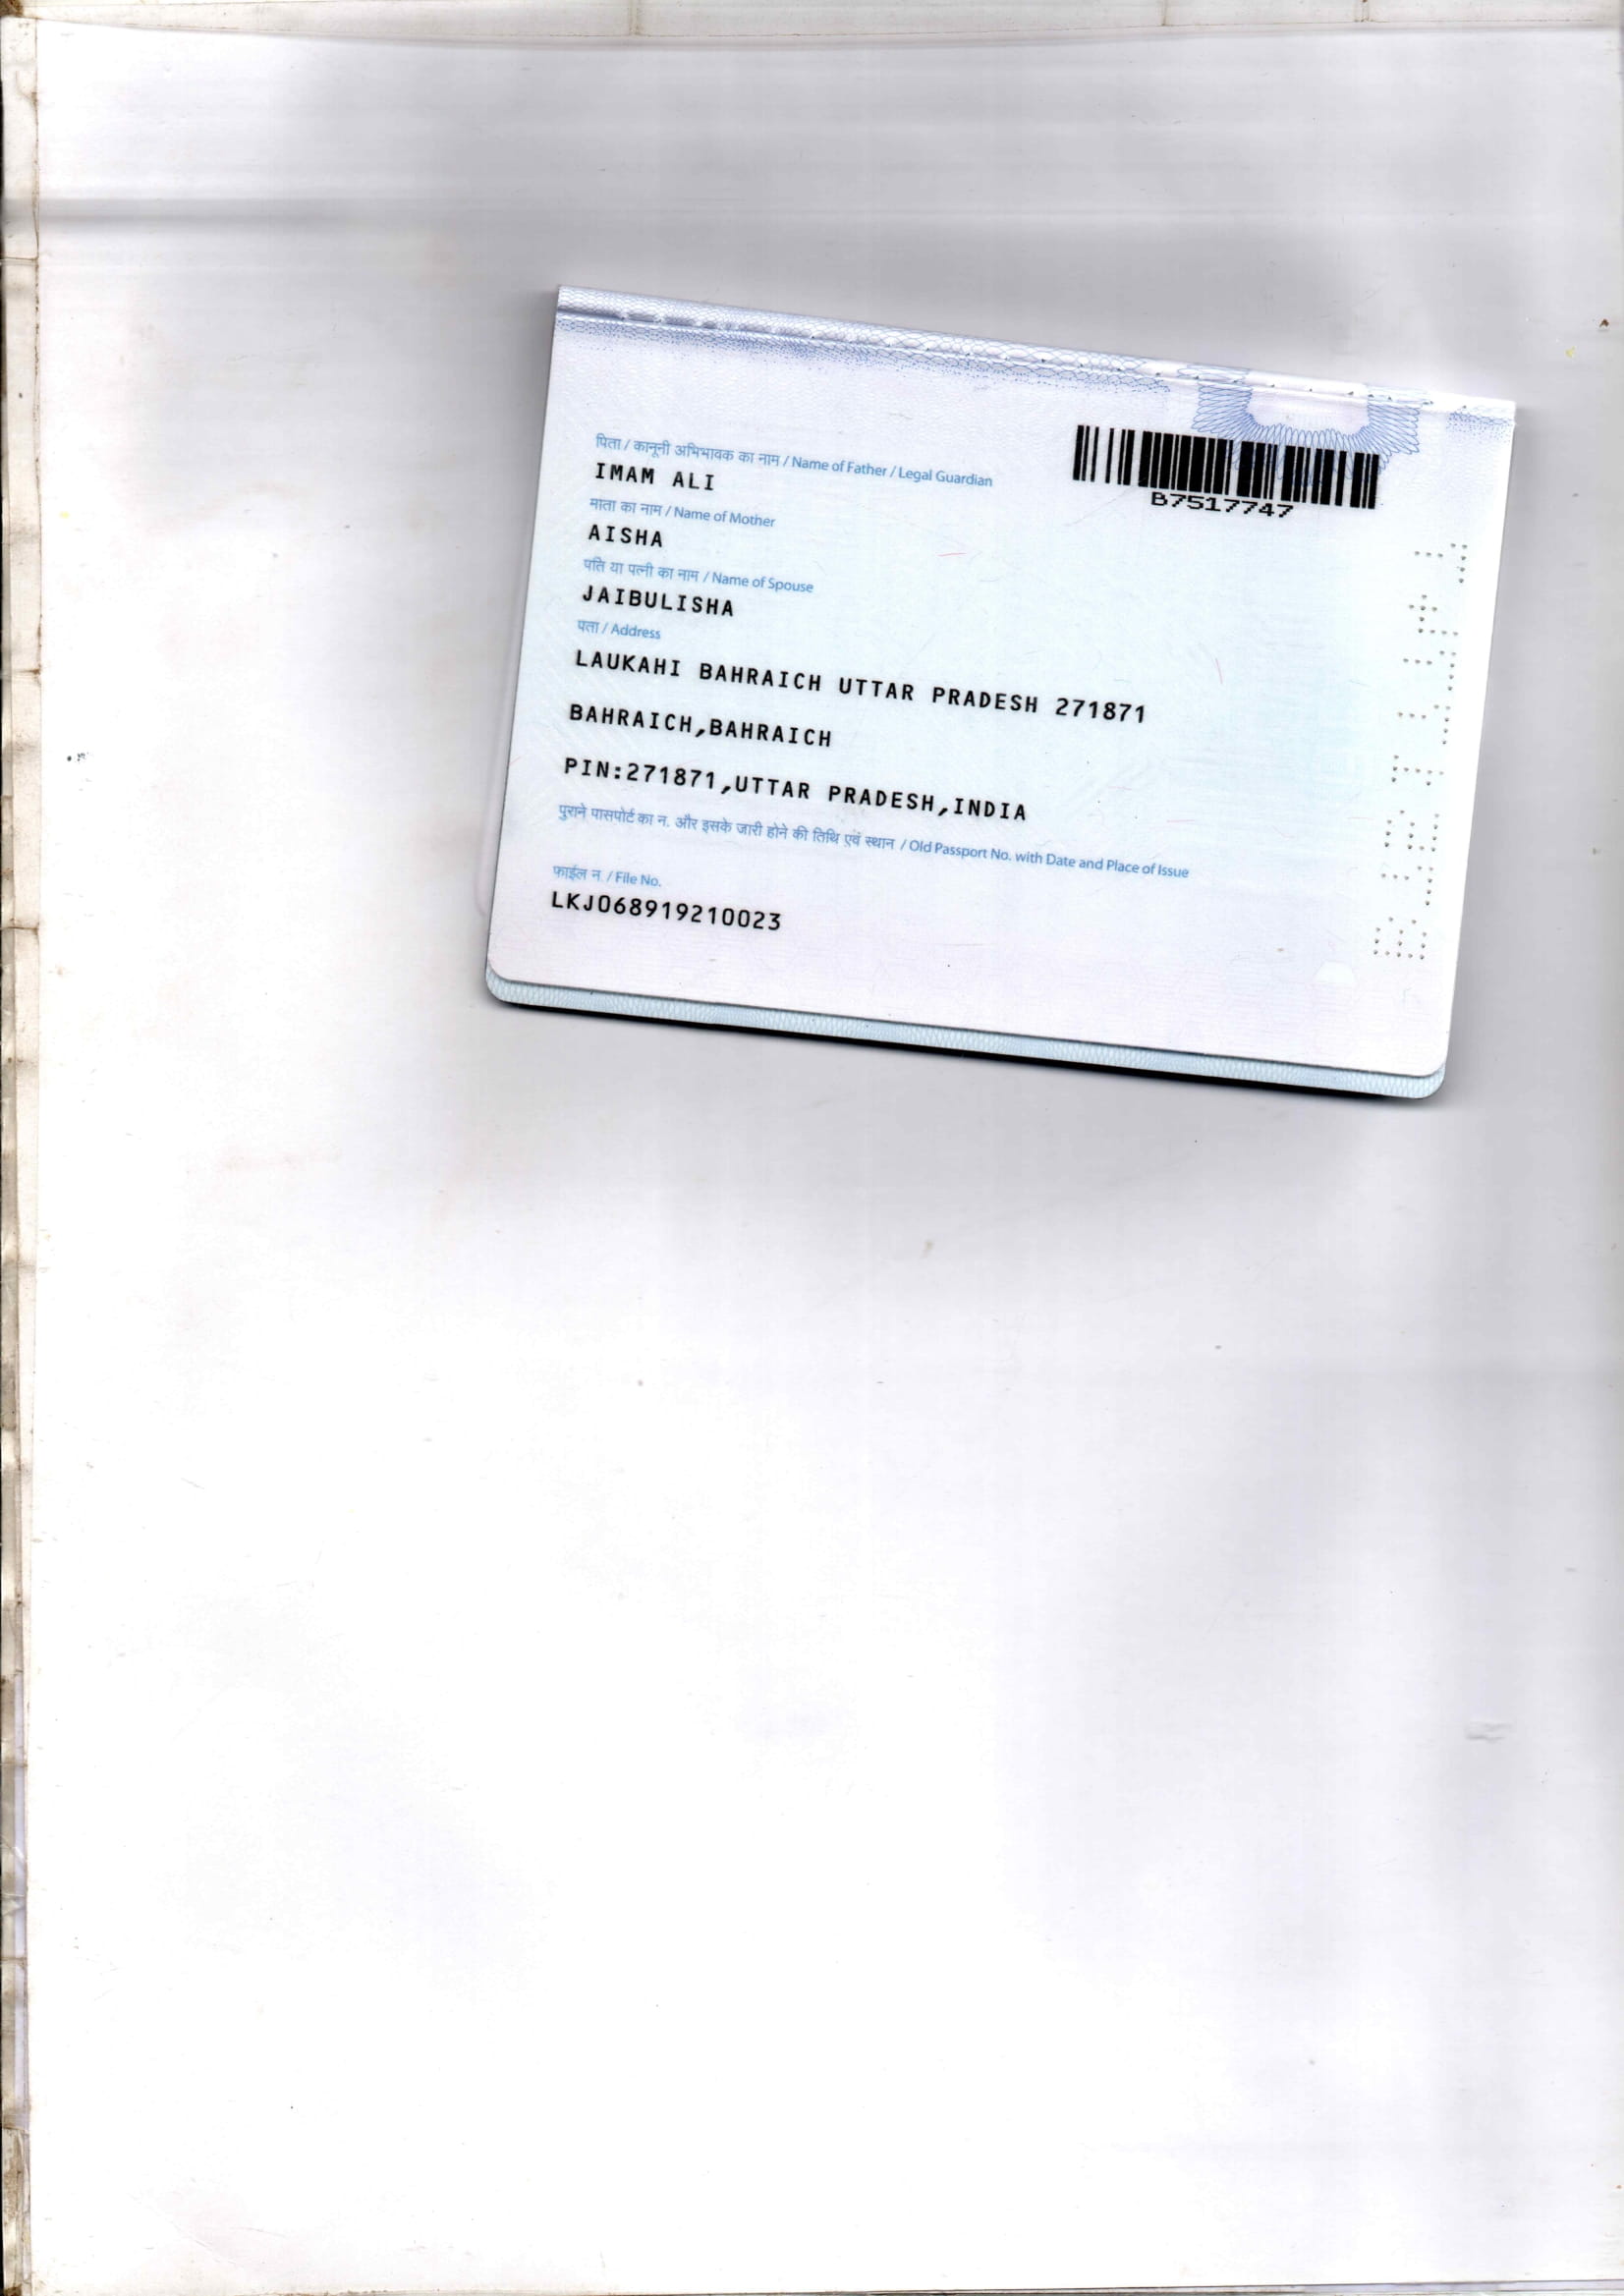 पिता / कानूनी अभिभावक का नाम / Name of Father / Legal Guardian
IMAM ALI
B7517747
माता का नाम / Name of Mother
AISHA
पति या पत्नी का नाम / Name of Spouse
JAIBULISHA
पता / Address
LAUKAHI BAHRAICH UTTAR PRADESH 271871
BAHRAICH,BAHRAICH
PIN:271871,UTTAR PRADESH,INDIA
पुराने पासपोर्ट का न. और इसके जारी होने की तिथि एवं स्थान / Old Passport No. with Date and Place of Issue
फाईल न. / File No.
LKJ068919210023
B7517747